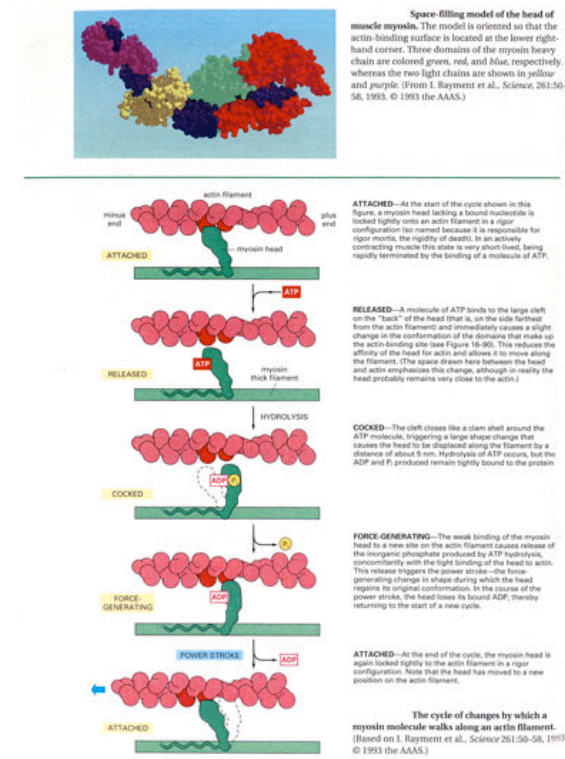 Space-filling model of the head of
muscle myosin. The model is oriented so that the
actin-binding surface is located at the lower right-
hand corner. Three domains of the myosin heavy
chain are colored green, red, and blue, respectively,
whereas the two light chains are shown in yellow
and purple. (From I. Rayment et al., Science, 261:50-
58, 1993. © 1993 the AAAS.)
actin filament
minus
end
plus
end
myosin head
ATTACHED
ATTACHED—At the start of the cycle shown in this
figure, a myosin head lacking a bound nucleotide is
locked tightly onto an actin filament in a rigor
configuration (so named because it is responsible for
rigor mortis, the rigidity of death). In an actively
contracting muscle this state is very short-lived, being
rapidly terminated by the binding of a molecule of ATP.
ATP
ATP
RELEASED
myosin
thick filament
RELEASED—A molecule of ATP binds to the large cleft
on the "back" of the head (that is, on the side farthest
from the actin filament) and immediately causes a slight
change in the conformation of the domains that make up
the actin-binding site (see Figure 16-90). This reduces the
affinity of the head for actin and allows it to move along
the filament. (The space drawn here between the head
and actin emphasizes this change, although in reality the
head probably remains very close to the actin.)
HYDROLYSIS
ADP
Pi
COCKED
COCKED—The cleft closes like a clam shell around the
ATP molecule, triggering a large shape change that
causes the head to be displaced along the filament by a
distance of about 5 nm. Hydrolysis of ATP occurs, but the
ADP and Pi produced remain tightly bound to the protein
Pi
ADP
FORCE-
GENERATING
FORCE-GENERATING—The weak binding of the myosin
head to a new site on the actin filament causes release of
the inorganic phosphate produced by ATP hydrolysis,
concomitantly with the tight binding of the head to actin.
This release triggers the power stroke—the force-
generating change in shape during which the head
regains its original conformation. In the course of the
power stroke, the head loses its bound ADP, thereby
returning to the start of a new cycle.
POWER STROKE
ADP
ATTACHED
ATTACHED—At the end of the cycle, the myosin head is
again locked tightly to the actin filament in a rigor
configuration. Note that the head has moved to a new
position on the actin filament.
The cycle of changes by which a
myosin molecule walks along an actin filament.
(Based on I. Rayment et al., Science 261:50-58, 1993
© 1993 the AAAS.)